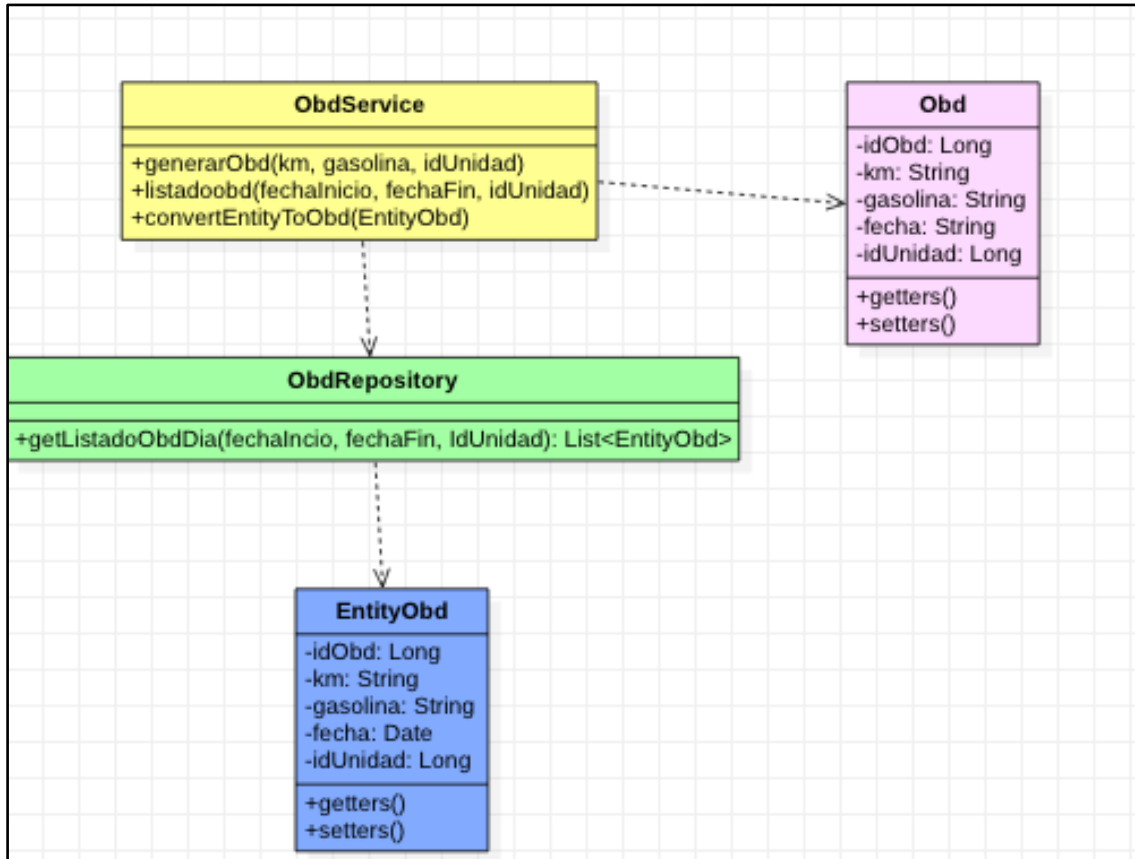 ObdService
+generarObd(km, gasolina, idUnidad)
+listadoobd(fechaInicio, fechaFin, idUnidad)
+convertEntityToObd(EntityObd)
Obd
-idObd: Long
-km: String
-gasolina: String
-fecha: String
-idUnidad: Long
+getters()
+setters()
ObdRepository
+getListadoObdDia(fechaIncio, fechaFin, IdUnidad): List<EntityObd>
EntityObd
-idObd: Long
-km: String
-gasolina: String
-fecha: Date
-idUnidad: Long
+getters()
+setters()